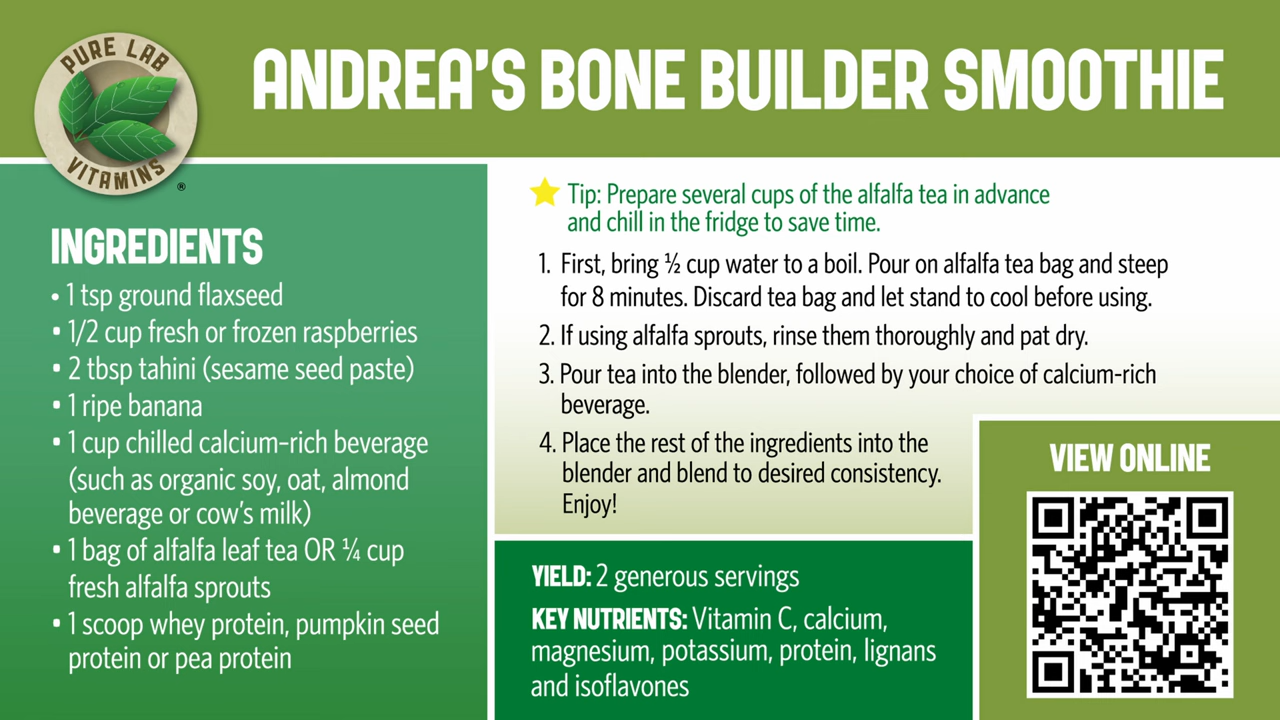 PURE LAB
VITAMINS
®
ANDREA'S BONE BUILDER SMOOTHIE
INGREDIENTS
• 1 tsp ground flaxseed
• 1/2 cup fresh or frozen raspberries
• 2 tbsp tahini (sesame seed paste)
• 1 ripe banana
• 1 cup chilled calcium-rich beverage
(such as organic soy, oat, almond
beverage or cow's milk)
• 1 bag of alfalfa leaf tea OR ¼ cup
fresh alfalfa sprouts
• 1 scoop whey protein, pumpkin seed
protein or pea protein
Tip: Prepare several cups of the alfalfa tea in advance
and chill in the fridge to save time.
1. First, bring ½ cup water to a boil. Pour on alfalfa tea bag and steep
for 8 minutes. Discard tea bag and let stand to cool before using.
2. If using alfalfa sprouts, rinse them thoroughly and pat dry.
3. Pour tea into the blender, followed by your choice of calcium-rich
beverage.
4. Place the rest of the ingredients into the
blender and blend to desired consistency.
Enjoy!
YIELD: 2 generous servings
KEY NUTRIENTS: Vitamin C, calcium,
magnesium, potassium, protein, lignans
and isoflavones
VIEW ONLINE